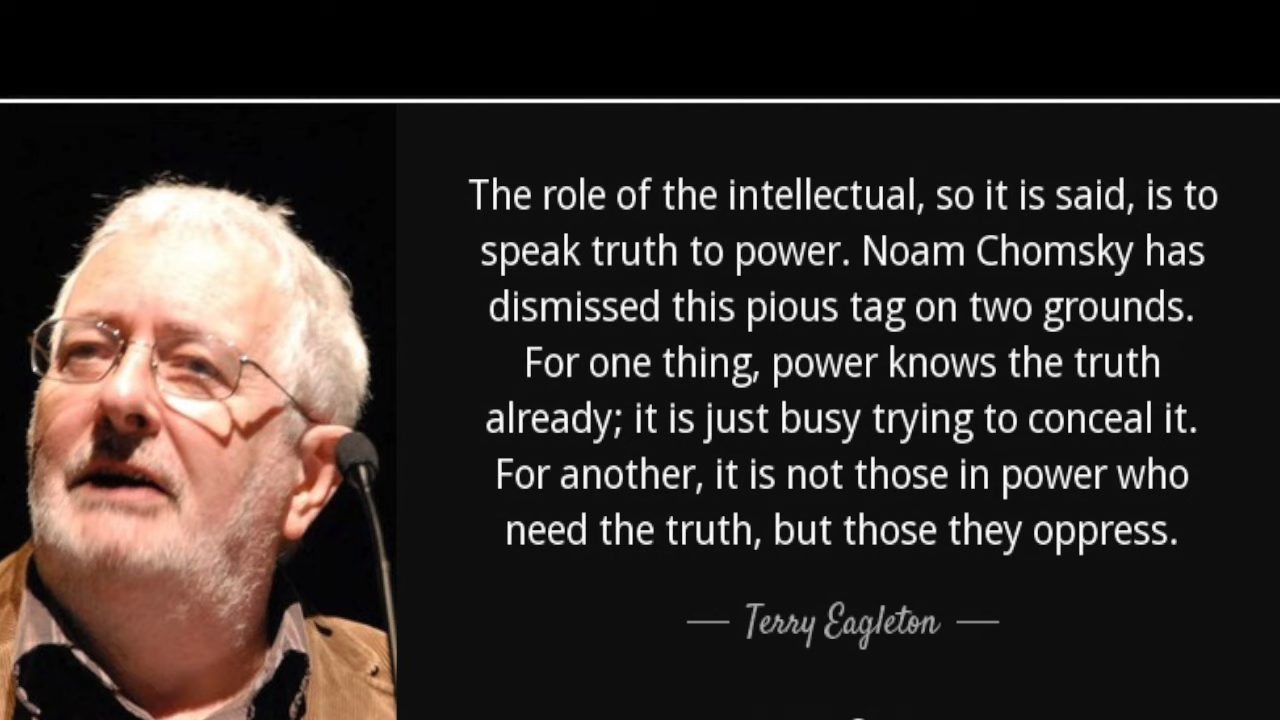 The role of the intellectual, so it is said, is to
speak truth to power. Noam Chomsky has
dismissed this pious tag on two grounds.
For one thing, power knows the truth
already; it is just busy trying to conceal it.
For another, it is not those in power who
need the truth, but those they oppress.
— Terry Eagleton —